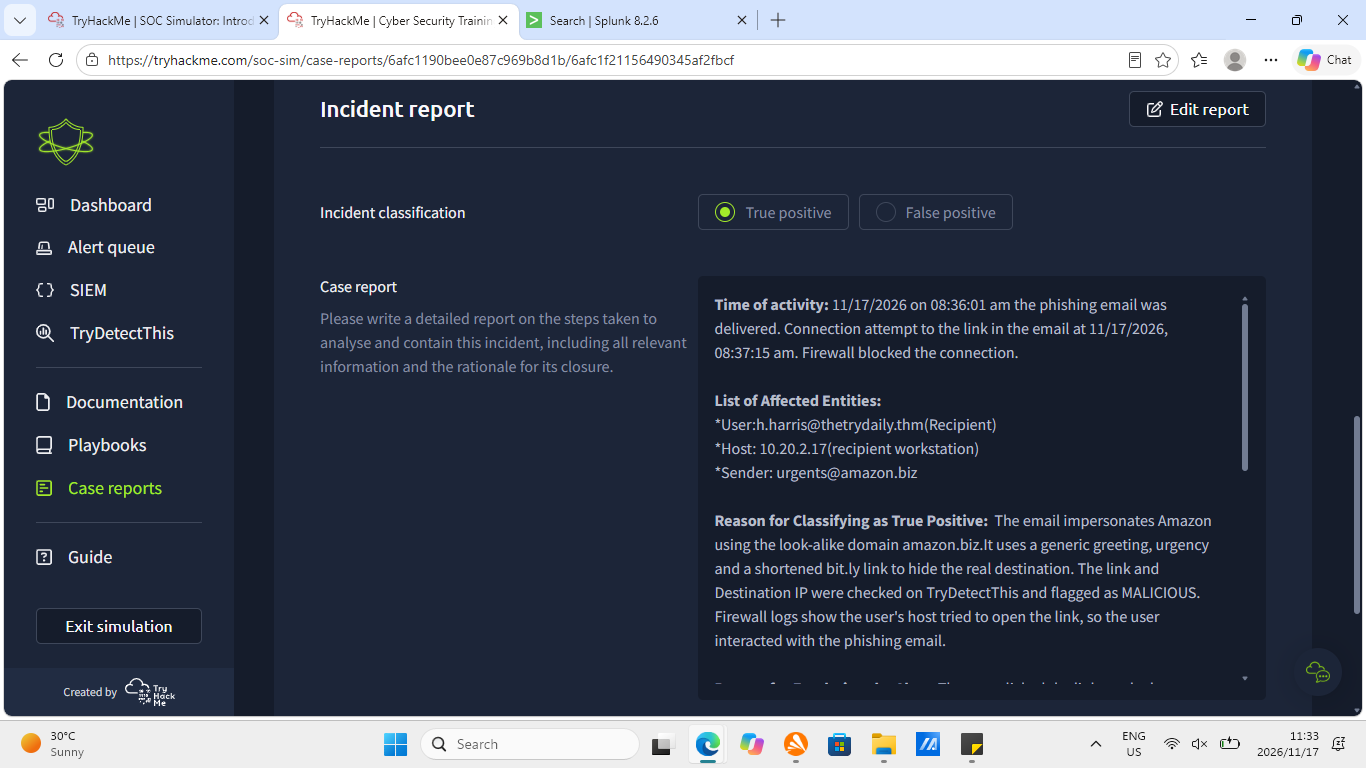 TryHackMe | SOC Simulator: Introd
TryHackMe | Cyber Security Trainin
Search | Splunk 8.2.6
https://tryhackme.com/soc-sim/case-reports/6afc1190bee0e87c969b8d1b/6afc1f21156490345af2fbcf
Chat
Dashboard
Alert queue
SIEM
TryDetectThis
Documentation
Playbooks
Case reports
Guide
Exit simulation
Created by
Try
Hack
Me
Incident report
Edit report
Incident classification
True positive
False positive
Case report
Please write a detailed report on the steps taken to
analyse and contain this incident, including all relevant
information and the rationale for its closure.
Time of activity: 11/17/2026 on 08:36:01 am the phishing email was
delivered. Connection attempt to the link in the email at 11/17/2026,
08:37:15 am. Firewall blocked the connection.
List of Affected Entities:
*User:h.harris@thetrydaily.thm(Recipient)
*Host: 10.20.2.17(recipient workstation)
*Sender: urgents@amazon.biz
Reason for Classifying as True Positive: The email impersonates Amazon
using the look-alike domain amazon.biz.It uses a generic greeting, urgency
and a shortened bit.ly link to hide the real destination. The link and
Destination IP were checked on TryDetectThis and flagged as MALICIOUS.
Firewall logs show the user's host tried to open the link, so the user
interacted with the phishing email.
30°C
Sunny
Search
ENG
US
11:33
2026/11/17